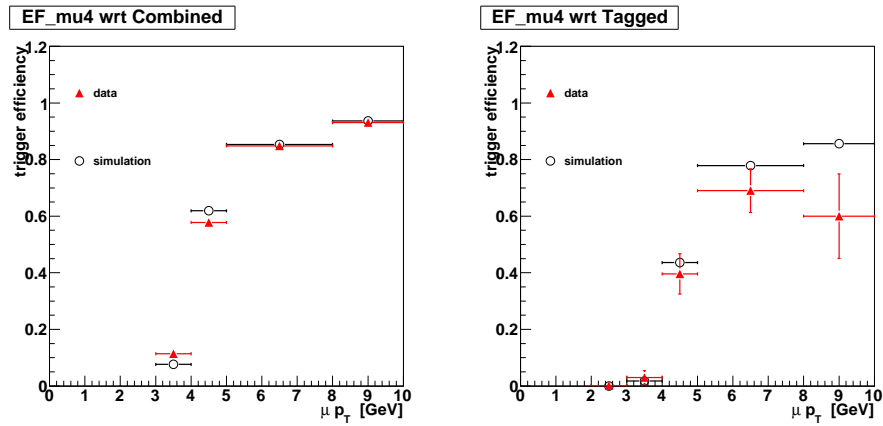 EF_mu4 wrt Combined
trigger efficiency
1.2
1
0.8
0.6
0.4
0.2
0
data
simulation
0 1 2 3 4 5 6 7 8 9 10
μ p_T [GeV]
EF_mu4 wrt Tagged
trigger efficiency
1.2
1
0.8
0.6
0.4
0.2
0
data
simulation
0 1 2 3 4 5 6 7 8 9 10
μ p_T [GeV]